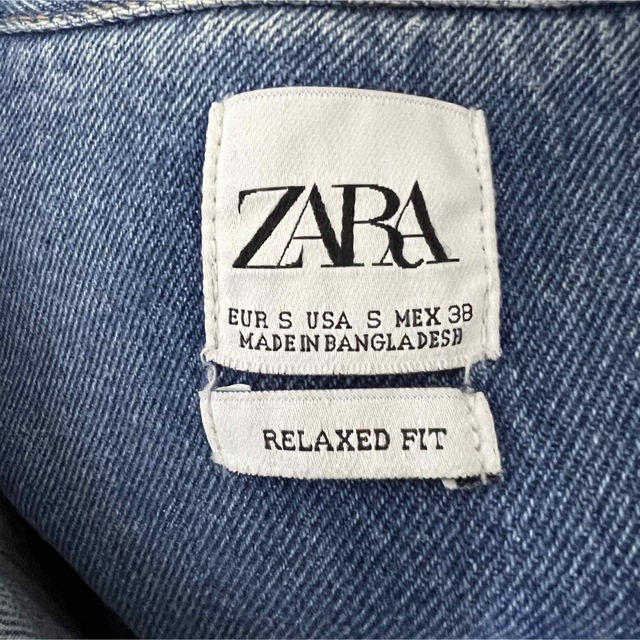 ZARA
EUR S USA S MEX 38
MADE IN BANGLADESH
RELAXED FIT